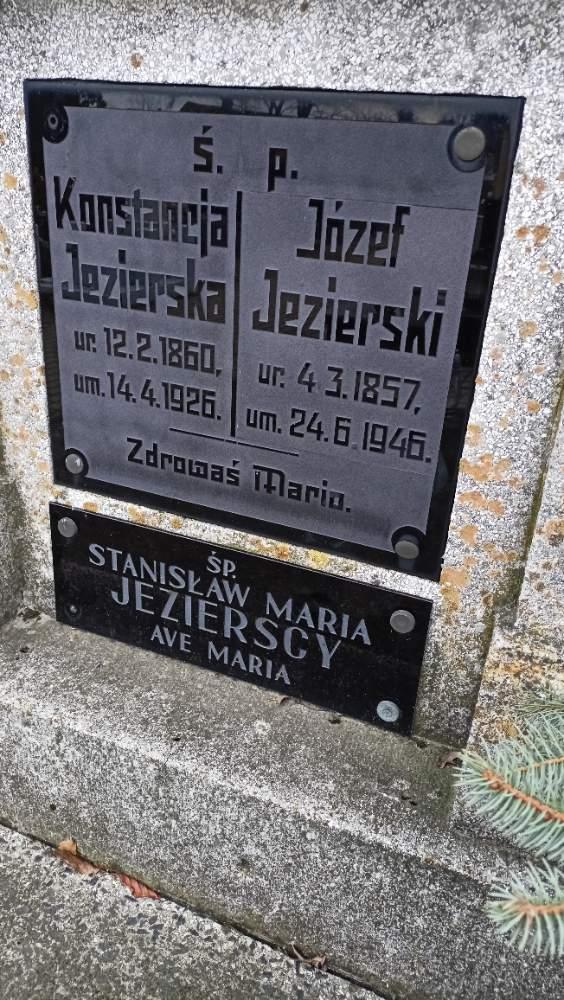 ś. p.
Konstancja
Jezierska
ur. 12.2.1860,
um. 14.4.1926.
Józef
Jezierski
ur. 4.3.1857,
um. 24.6.1946.
Zdrowaś Mario.
ŚP.
STANISŁAW MARIA
JEZIERSCY
AVE MARIA